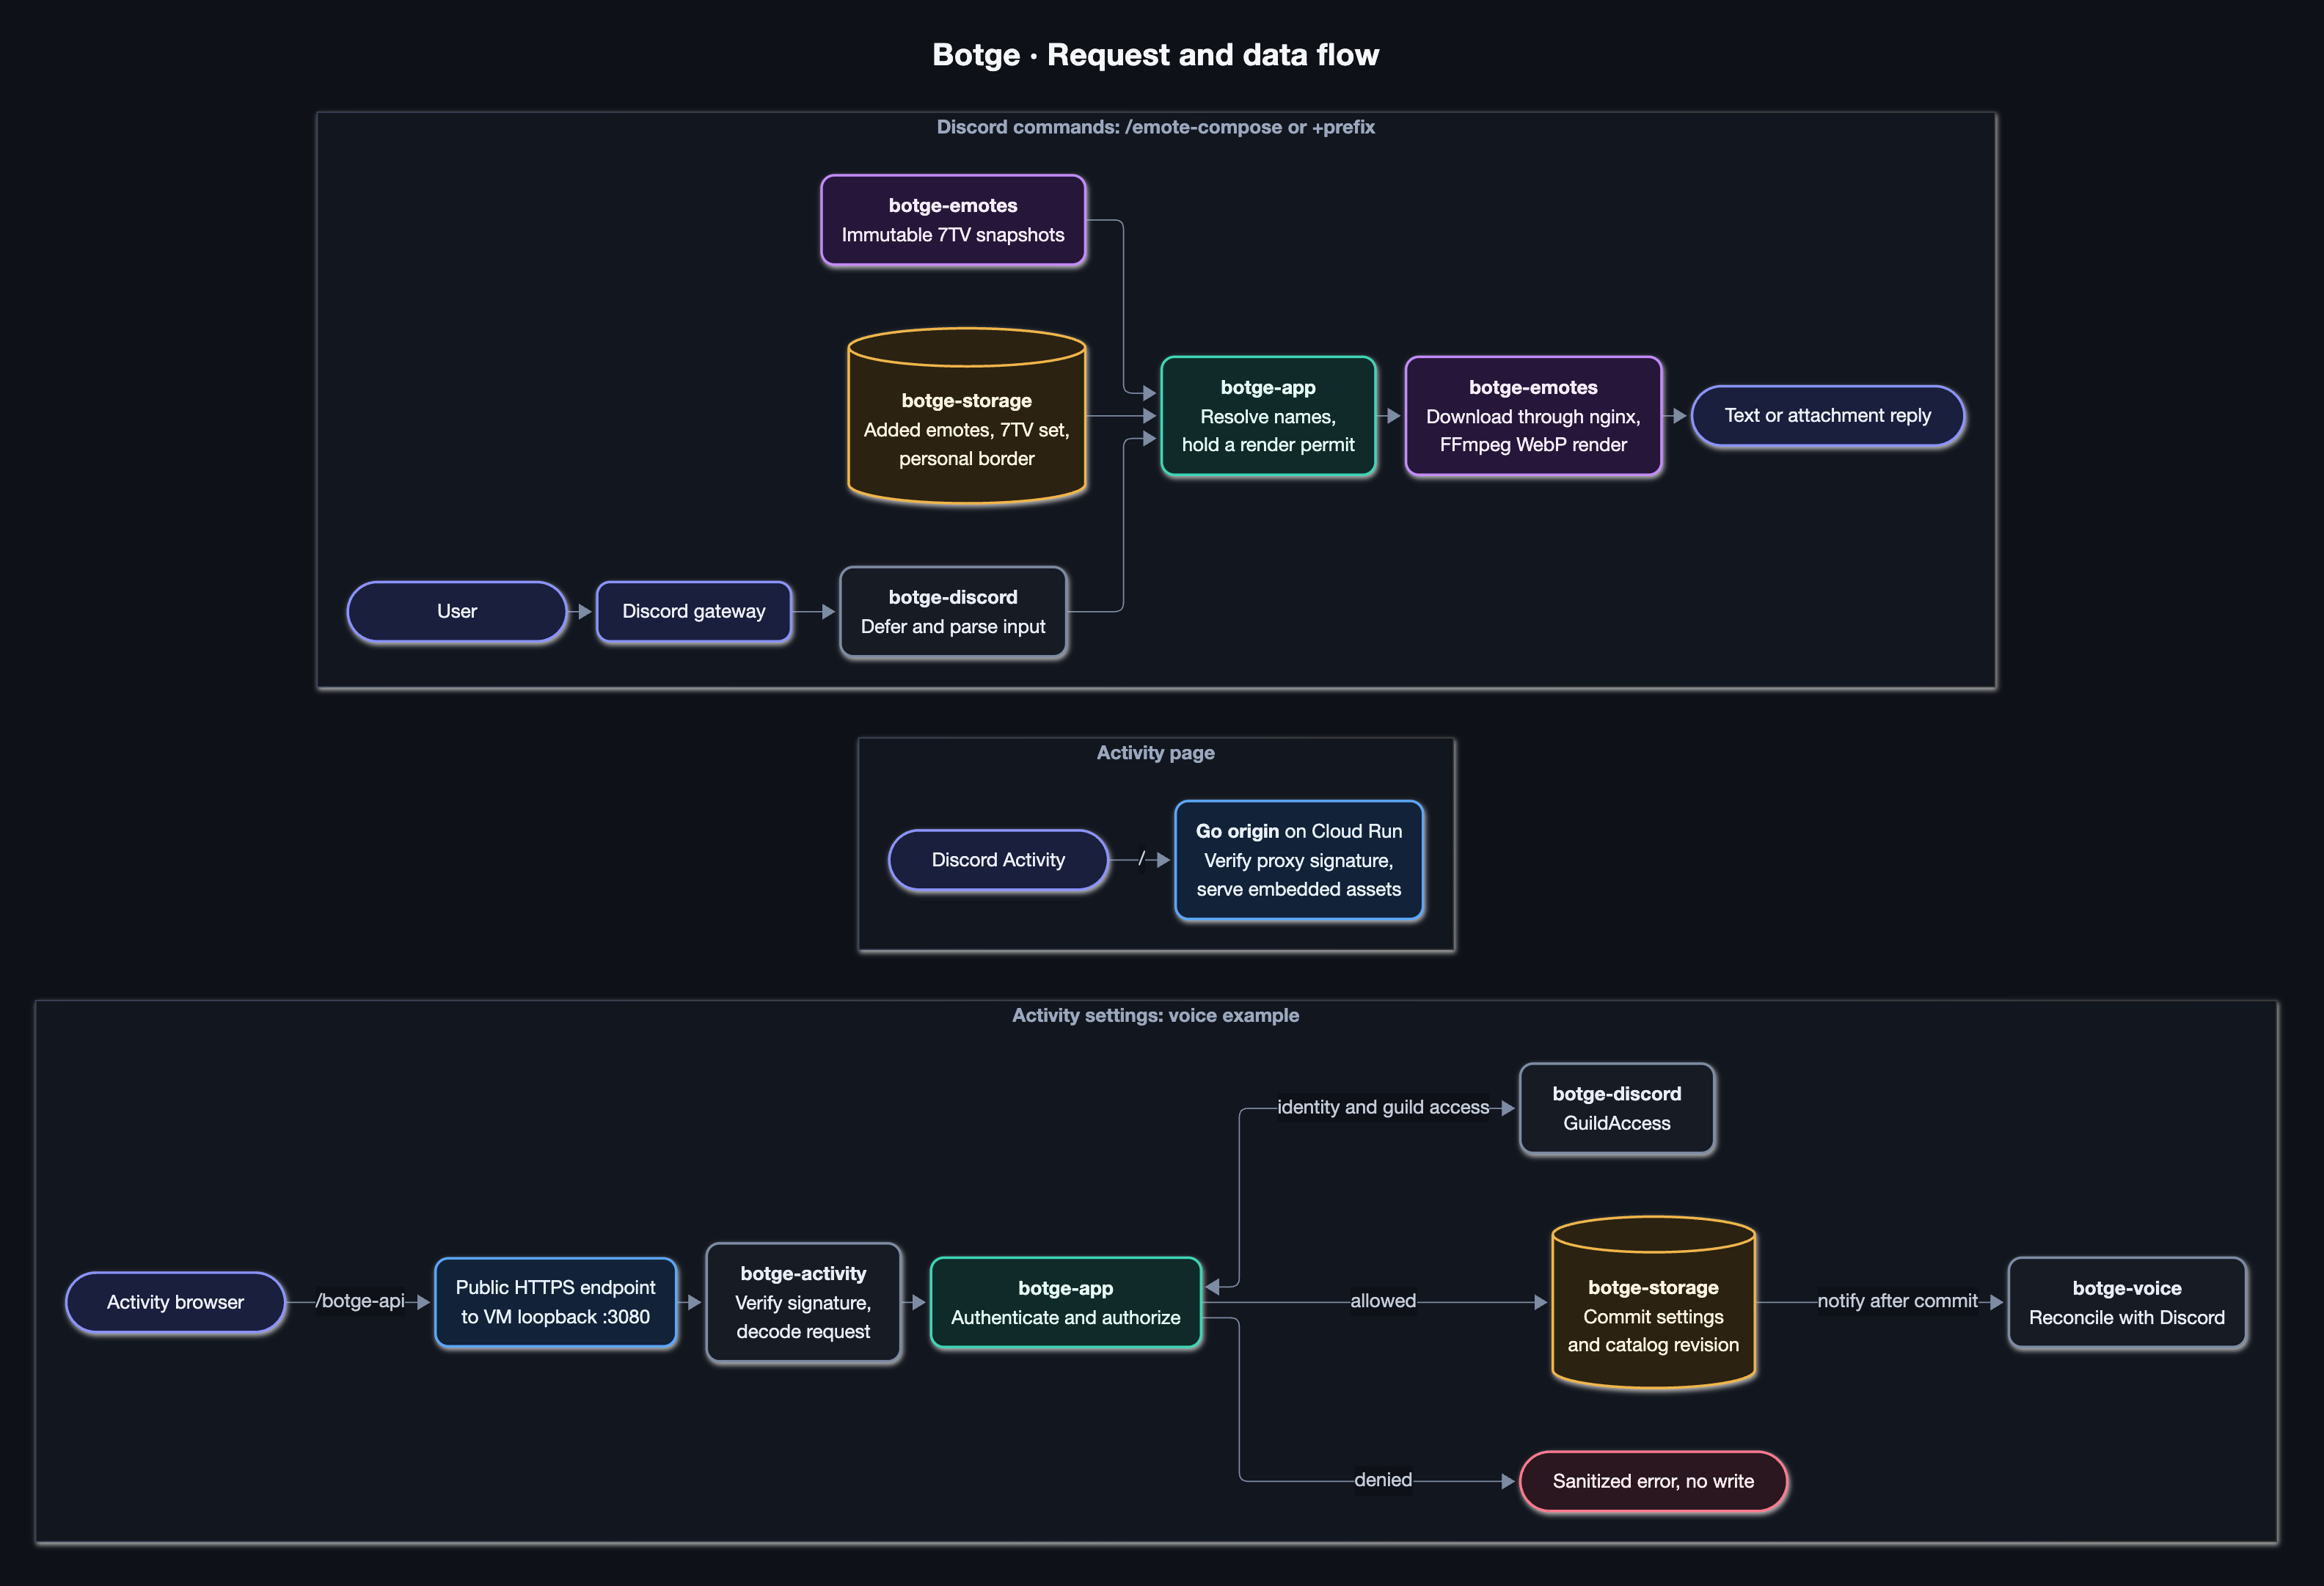 Botge · Request and data flow
Discord commands: /emote-compose or +prefix
botge-emotes
Immutable 7TV snapshots
botge-storage
Added emotes, 7TV set,
personal border
botge-app
Resolve names,
hold a render permit
botge-emotes
Download through nginx,
FFmpeg WebP render
Text or attachment reply
User
Discord gateway
botge-discord
Defer and parse input
Activity page
Discord Activity
/
Go origin on Cloud Run
Verify proxy signature,
serve embedded assets
Activity settings: voice example
identity and guild access
botge-discord
GuildAccess
Activity browser
/botge-api
Public HTTPS endpoint
to VM loopback :3080
botge-activity
Verify signature,
decode request
botge-app
Authenticate and authorize
allowed
botge-storage
Commit settings
and catalog revision
notify after commit
botge-voice
Reconcile with Discord
denied
Sanitized error, no write